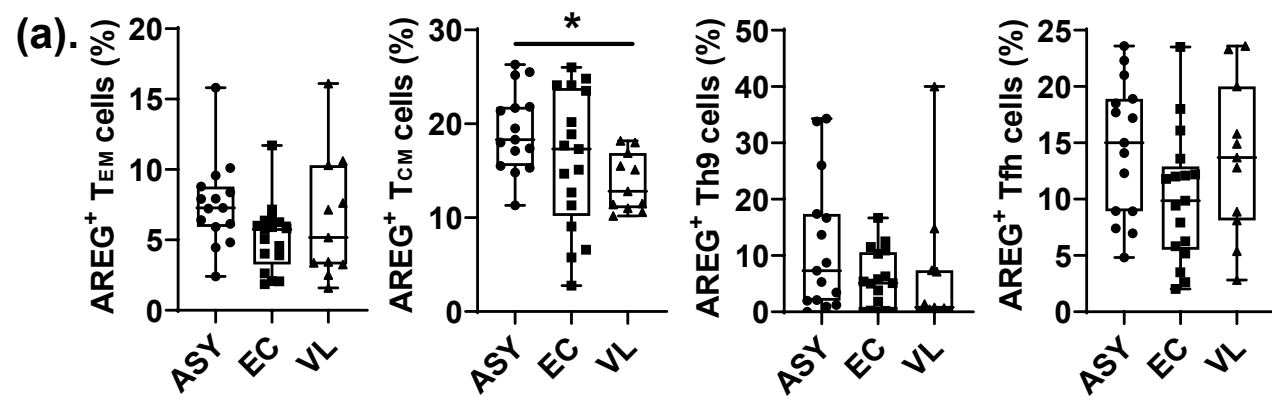 (a).
AREG⁺ TEM cells (%)
20
15
10
5
0
ASY
EC
VL
AREG⁺ TCM cells (%)
30
20
10
0
*
ASY
EC
VL
AREG⁺ Th9 cells (%)
50
40
30
20
10
0
ASY
EC
VL
AREG⁺ Tfh cells (%)
25
20
15
10
5
0
ASY
EC
VL